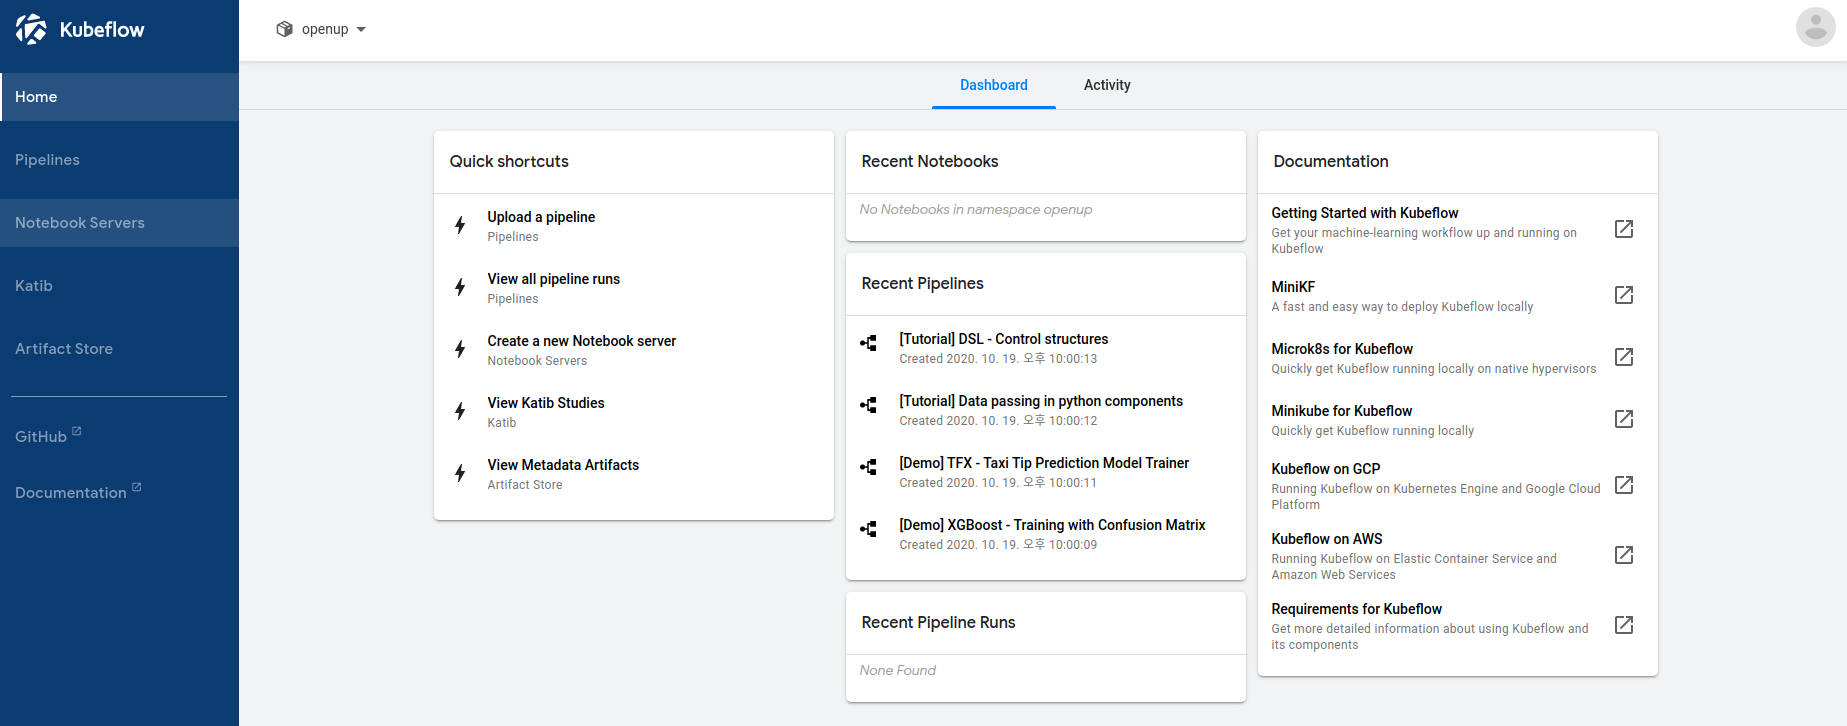 Kubeflow
openup
Home
Pipelines
Notebook Servers
Katib
Artifact Store
GitHub
Documentation
Dashboard
Activity
Quick shortcuts
Upload a pipeline
Pipelines
View all pipeline runs
Pipelines
Create a new Notebook server
Notebook Servers
View Katib Studies
Katib
View Metadata Artifacts
Artifact Store
Recent Notebooks
No Notebooks in namespace openup
Recent Pipelines
[Tutorial] DSL - Control structures
Created 2020. 10. 19. 오후 10:00:13
[Tutorial] Data passing in python components
Created 2020. 10. 19. 오후 10:00:12
[Demo] TFX - Taxi Tip Prediction Model Trainer
Created 2020. 10. 19. 오후 10:00:11
[Demo] XGBoost - Training with Confusion Matrix
Created 2020. 10. 19. 오후 10:00:09
Recent Pipeline Runs
None Found
Documentation
Getting Started with Kubeflow
Get your machine-learning workflow up and running on
Kubeflow
MiniKF
A fast and easy way to deploy Kubeflow locally
Microk8s for Kubeflow
Quickly get Kubeflow running locally on native hypervisors
Minikube for Kubeflow
Quickly get Kubeflow running locally
Kubeflow on GCP
Running Kubeflow on Kubernetes Engine and Google Cloud
Platform
Kubeflow on AWS
Running Kubeflow on Elastic Container Service and
Amazon Web Services
Requirements for Kubeflow
Get more detailed information about using Kubeflow and
its components